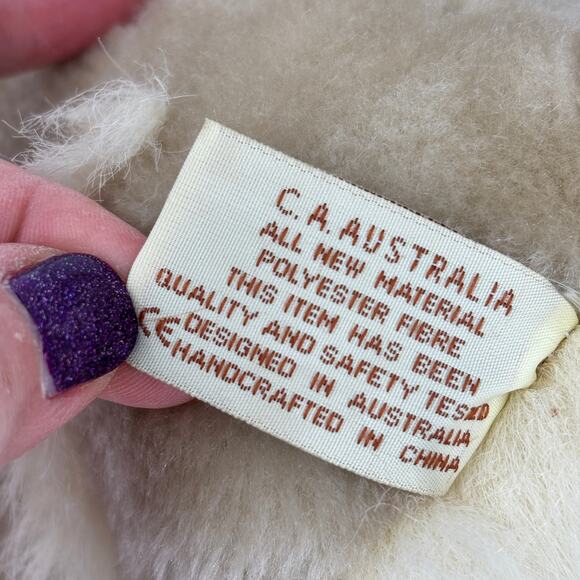 C.A.AUSTRALIA
ALL NEW MATERIAL
POLYESTER FIBRE
THIS ITEM HAS BEEN
QUALITY AND SAFETY TESED
CE DESIGNED IN AUSTRALIA
HANDCRAFTED IN CHINA